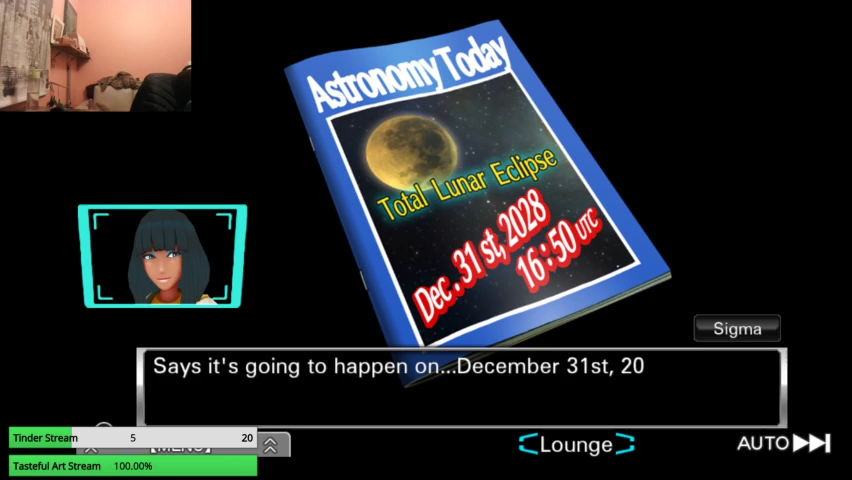 Astronomy Today
Total Lunar Eclipse
Dec. 31st, 2028
16:50 UTC
Sigma
Says it's going to happen on...December 31st, 20
Tinder Stream 5 20
Lounge
AUTO
Tasteful Art Stream 100.00%